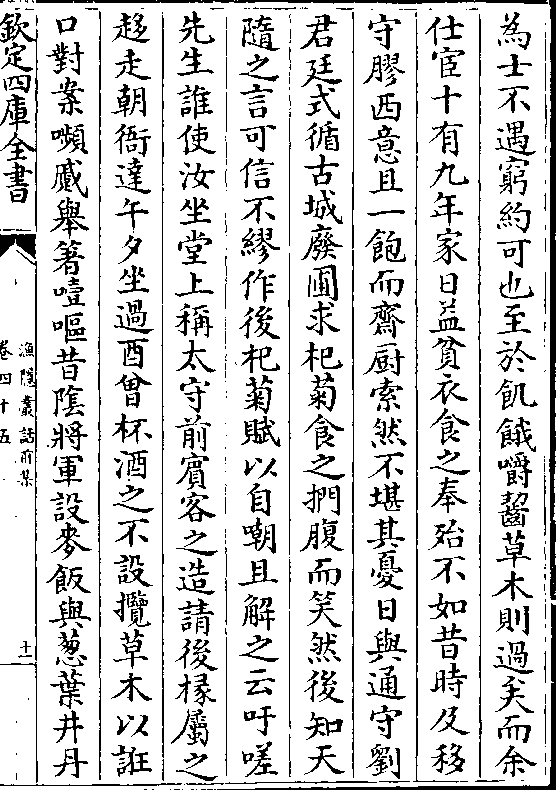 為士不遇窮約可也至於飢餓嚼齧草木則過矣而余
仕宦十有九年家日益貧衣食之奉殆不如昔時及移
守膠西意且一飽而齋厨索然不堪其憂日與通守劉
君廷式循古城廢圃求杞菊食之捫腹而笑然後知天
隨之言可信不繆作後杞菊賦以自嘲且解之云吁嗟
先生誰使汝坐堂上稱太守前賓客之造請後椽屬之
趍走朝衙達午夕坐過酉曾杯酒之不設攬草木以誑
口對案嚬蹙舉箸噎嘔昔陰將軍設麥飯與葱葉井丹
欽定四庫全書
漁隱叢話前集
卷四十五
十一